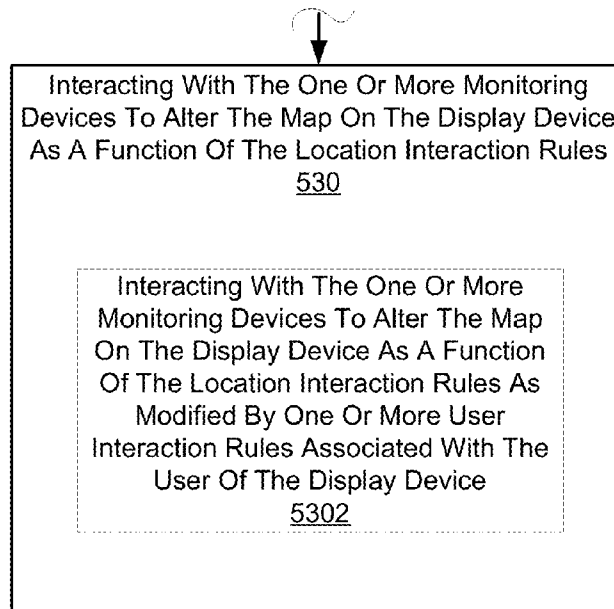 Interacting With The One Or More Monitoring
Devices To Alter The Map On The Display Device
As A Function Of The Location Interaction Rules
530
Interacting With The One Or More
Monitoring Devices To Alter The Map
On The Display Device As A Function
Of The Location Interaction Rules As
Modified By One Or More User
Interaction Rules Associated With The
User Of The Display Device
5302